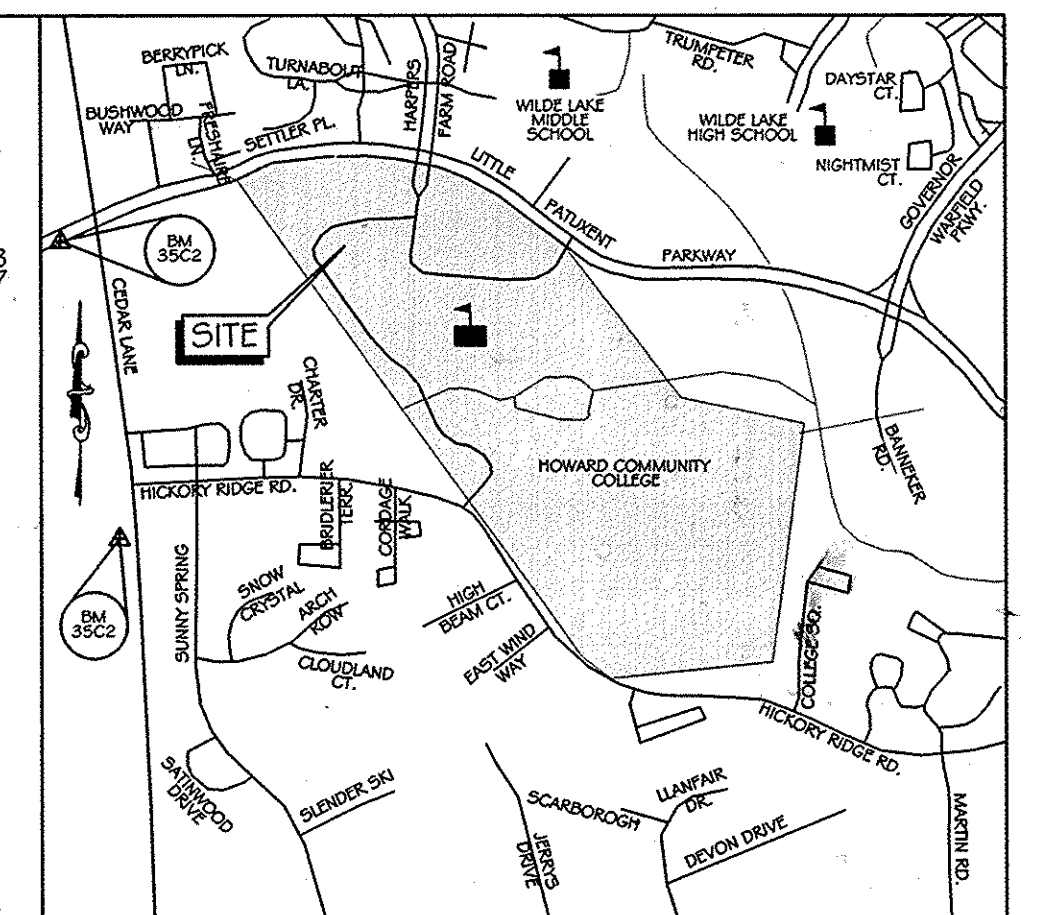 BERRYPICK
LN.
TURNABOUT
LA.
HARPERS
FARM ROAD
TRUMPETER
RD.
DAYSTAR
CT.
BUSHWOOD
WAY
FRESHAIRE
LN.
SETTLER PL.
WILDE LAKE
MIDDLE
SCHOOL
WILDE LAKE
HIGH SCHOOL
NIGHTMIST
CT.
LITTLE
PATUXENT
PARKWAY
GOVERNOR
WARFIELD
PKWY.
BM
35C2
CEDAR LANE
SITE
CHARTER
DR.
HICKORY RIDGE RD.
BRIDLERIER
TERR.
CORDAGE
WALK
HOWARD COMMUNITY
COLLEGE
BANNEKER
RD.
BM
35C2
SUNNY SPRING
SNOW
CRYSTAL
ARCH
ROW
CLOUDLAND
CT.
HIGH
BEAM CT.
EAST WIND
WAY
COLLEGE SQ.
HICKORY RIDGE RD.
SATINWOOD
DRIVE
SLENDER SKI
JERRYS
DRIVE
SCARBOROGH
LLANFAIR
DR.
DEVON DRIVE
MARTIN RD.